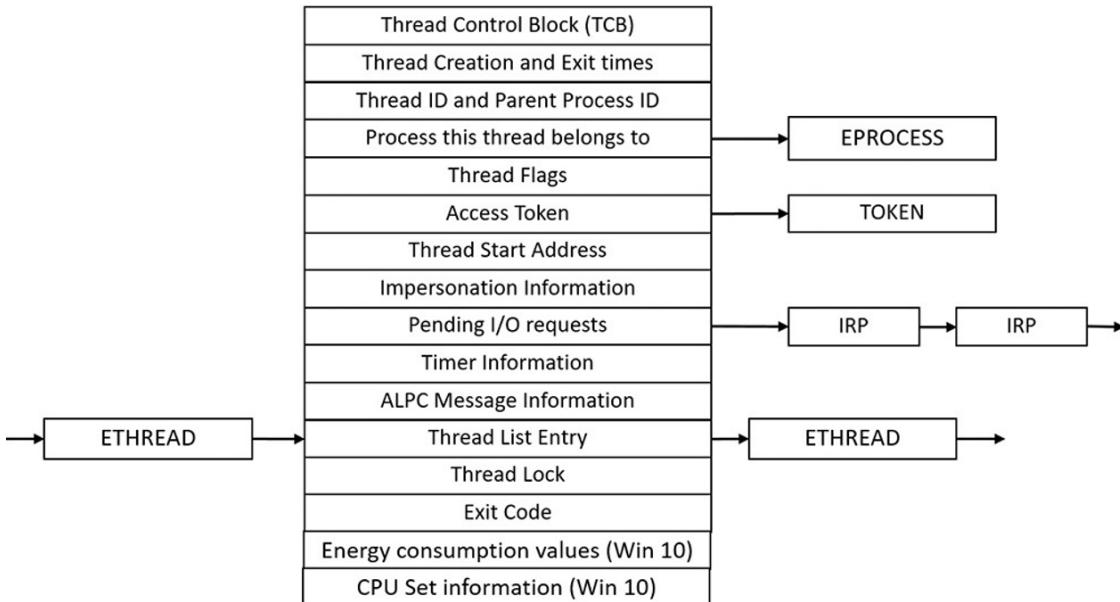 Thread Control Block (TCB)
Thread Creation and Exit times
Thread ID and Parent Process ID
Process this thread belongs to
EPROCESS
Thread Flags
Access Token
TOKEN
Thread Start Address
Impersonation Information
Pending I/O requests
IRP
IRP
Timer Information
ALPC Message Information
ETHREAD
Thread List Entry
ETHREAD
Thread Lock
Exit Code
Energy consumption values (Win 10)
CPU Set information (Win 10)